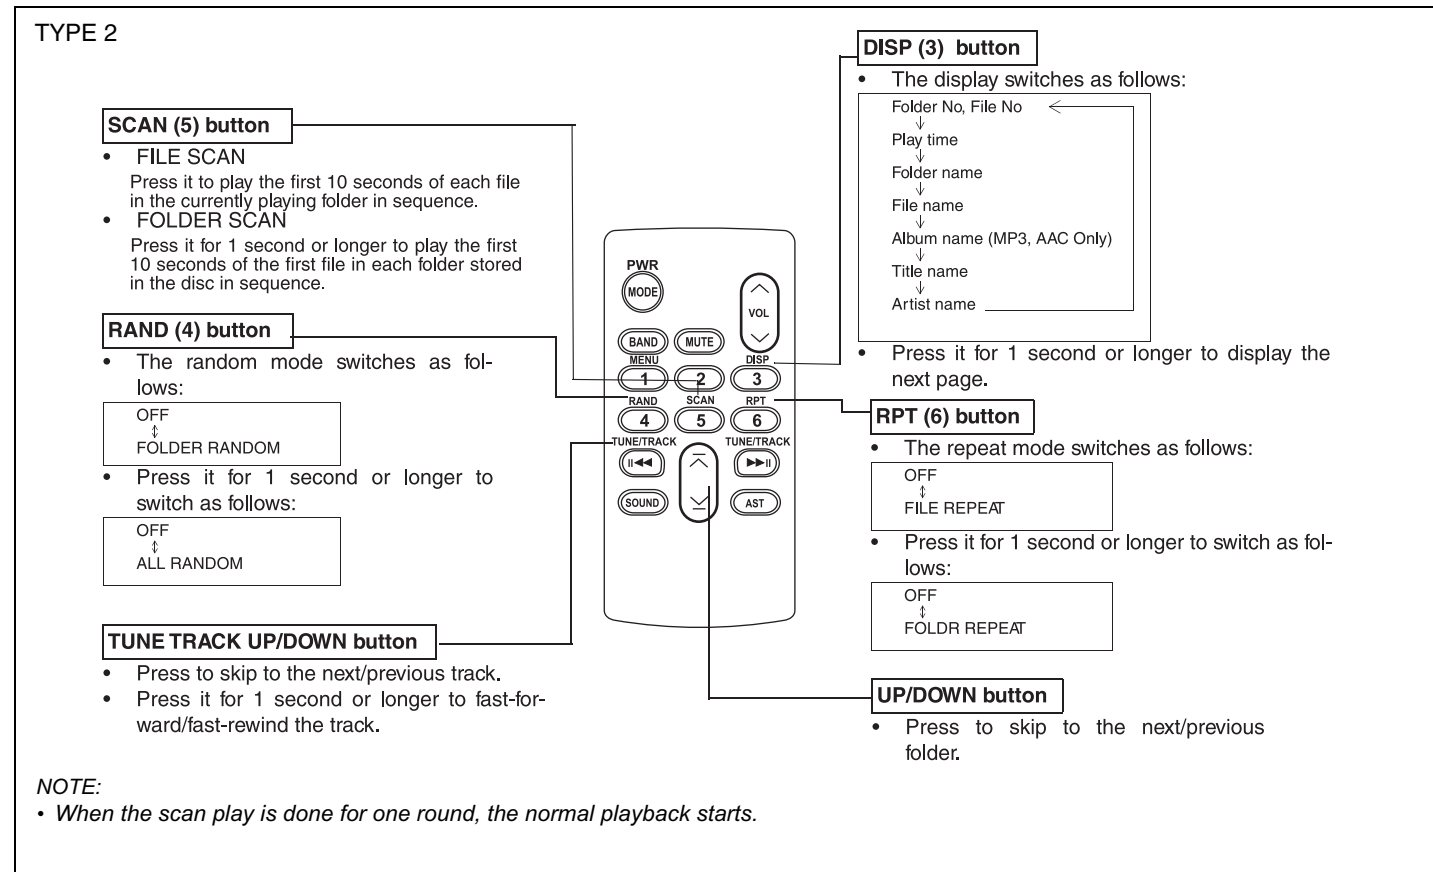 TYPE 2
SCAN (5) button
• FILE SCAN
Press it to play the first 10 seconds of each file
in the currently playing folder in sequence.
• FOLDER SCAN
Press it for 1 second or longer to play the first
10 seconds of the first file in each folder stored
in the disc in sequence.
RAND (4) button
• The random mode switches as fol-
lows:
OFF
FOLDER RANDOM
• Press it for 1 second or longer to
switch as follows:
OFF
ALL RANDOM
TUNE TRACK UP/DOWN button
• Press to skip to the next/previous track.
• Press it for 1 second or longer to fast-for-
ward/fast-rewind the track.
PWR
MODE
VOL
BAND
MUTE
MENU
DISP
1
2
3
RAND
SCAN
RPT
4
5
6
TUNE/TRACK
TUNE/TRACK
SOUND
AST
DISP (3) button
• The display switches as follows:
Folder No, File No
Play time
Folder name
File name
Album name (MP3, AAC Only)
Title name
Artist name
• Press it for 1 second or longer to display the
next page.
RPT (6) button
• The repeat mode switches as follows:
OFF
FILE REPEAT
• Press it for 1 second or longer to switch as fol-
lows:
OFF
FOLDR REPEAT
UP/DOWN button
• Press to skip to the next/previous
folder.
NOTE:
• When the scan play is done for one round, the normal playback starts.